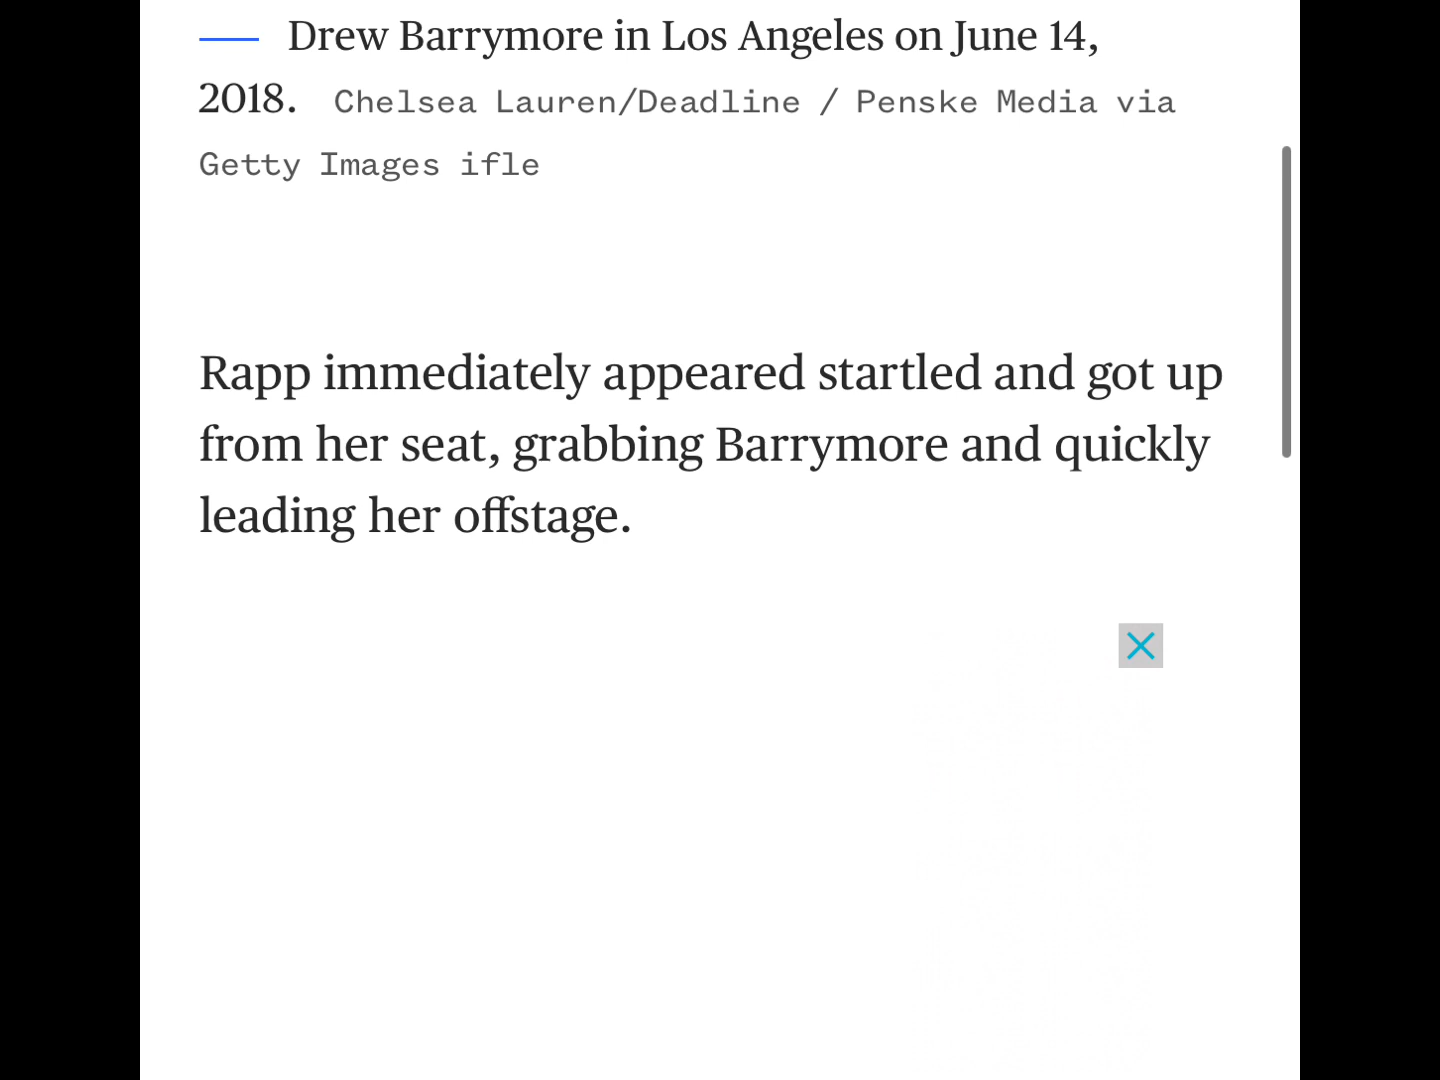 Drew Barrymore in Los Angeles on June 14,
2018. Chelsea Lauren/Deadline / Penske Media via
Getty Images ifle
Rapp immediately appeared startled and got up
from her seat, grabbing Barrymore and quickly
leading her offstage.